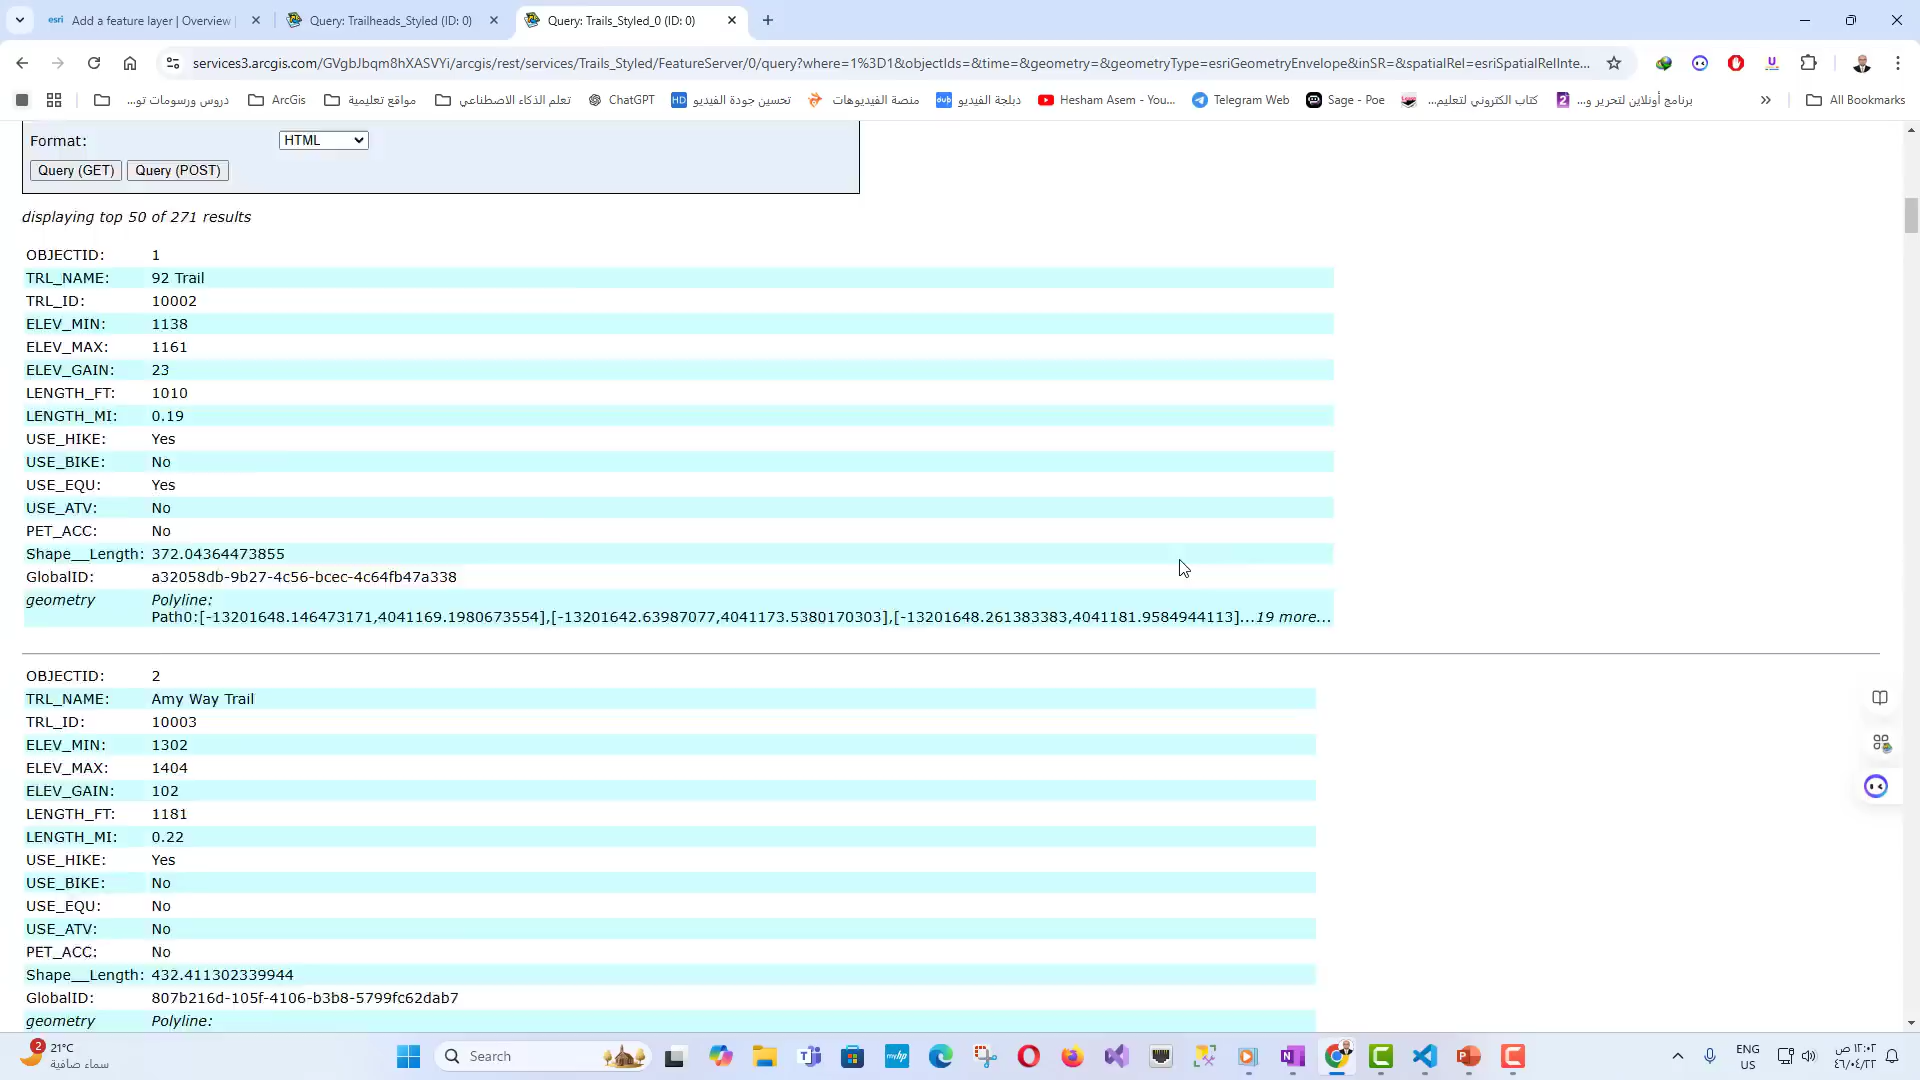 Add a feature layer | Overview
Query: Trailheads_Styled (ID: 0)
Query: Trails_Styled_0 (ID: 0)
services3.arcgis.com/GVgbJbqm8hXASVYi/arcgis/rest/services/Trails_Styled/FeatureServer/0/query?where=1%3D1&objectIds=&time=&geometry=&geometryType=esriGeometryEnvelope&inSR=&spatialRel=esriSpatialRelInte...
دروس ورسومات تو...
ArcGis
مواقع تعليمية
تعلم الذكاء الاصطناعي
ChatGPT
تحسين جودة الفيديو
منصة الفيديوهات
دبلجة الفيديو
Hesham Asem - You...
Telegram Web
Sage - Poe
كتاب الكتروني لتعليم...
برنامج أونلاين لتحرير و...
All Bookmarks
Format: HTML
Query (GET) Query (POST)
displaying top 50 of 271 results
OBJECTID: 1
TRL_NAME: 92 Trail
TRL_ID: 10002
ELEV_MIN: 1138
ELEV_MAX: 1161
ELEV_GAIN: 23
LENGTH_FT: 1010
LENGTH_MI: 0.19
USE_HIKE: Yes
USE_BIKE: No
USE_EQU: Yes
USE_ATV: No
PET_ACC: No
Shape__Length: 372.04364473855
GlobalID: a32058db-9b27-4c56-bcec-4c64fb47a338
geometry Polyline:
Path0:[-13201648.146473171,4041169.1980673554],[-13201642.63987077,4041173.5380170303],[-13201648.261383383,4041181.9584944113]...19 more...
OBJECTID: 2
TRL_NAME: Amy Way Trail
TRL_ID: 10003
ELEV_MIN: 1302
ELEV_MAX: 1404
ELEV_GAIN: 102
LENGTH_FT: 1181
LENGTH_MI: 0.22
USE_HIKE: Yes
USE_BIKE: No
USE_EQU: No
USE_ATV: No
PET_ACC: No
Shape__Length: 432.411302339944
GlobalID: 807b216d-105f-4106-b3b8-5799fc62dab7
geometry Polyline:
2
21°C
سماء صافية
Search
ENG
US
١٢:٠٢ ص
٤٦/٠٤/٢٢